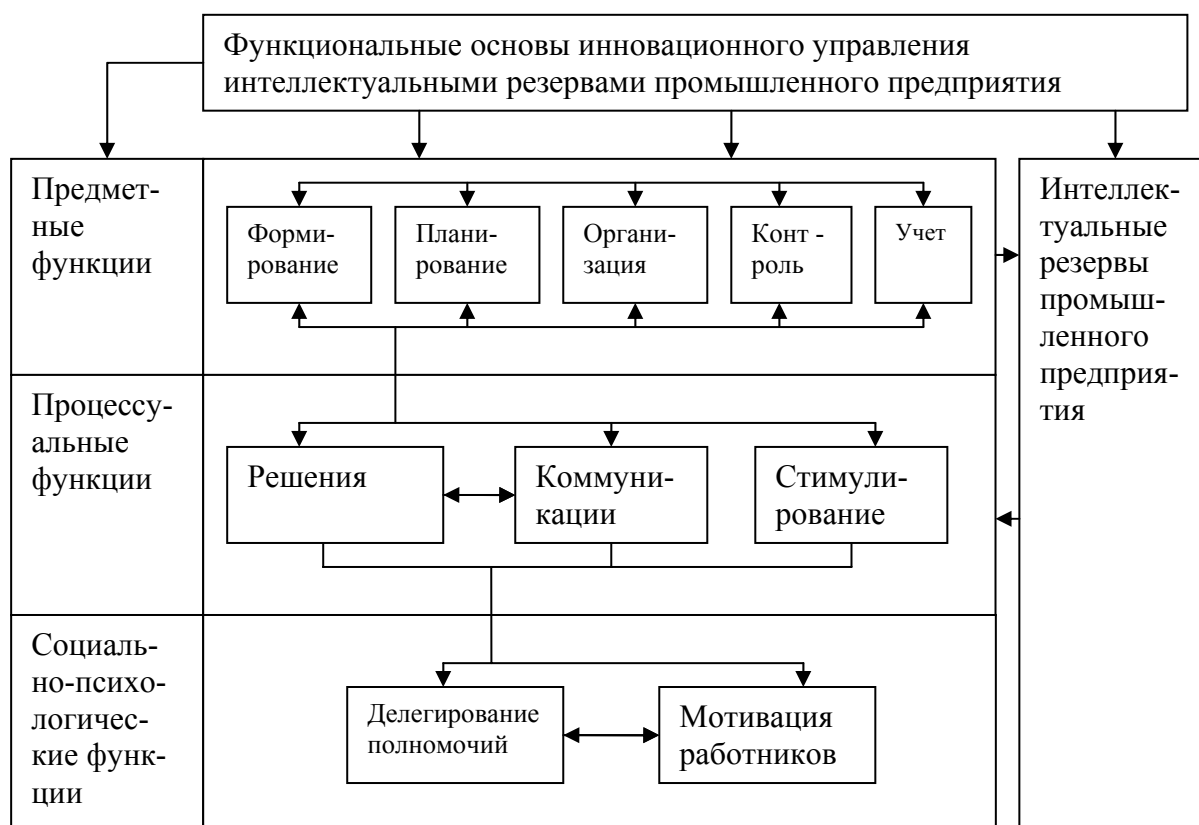 Функциональные основы инновационного управления
интеллектуальными резервами промышленного предприятия
Предмет-
ные
функции
Форми-
рование
Плани-
рование
Органи-
зация
Конт -
роль
Учет
Интеллек-
туальные
резервы
промыш-
ленного
предприя-
тия
Процессу-
альные
функции
Решения
Коммуни-
кации
Стимули-
рование
Социаль-
но-психо-
логичес-
кие функ-
ции
Делегирование
полномочий
Мотивация
работников